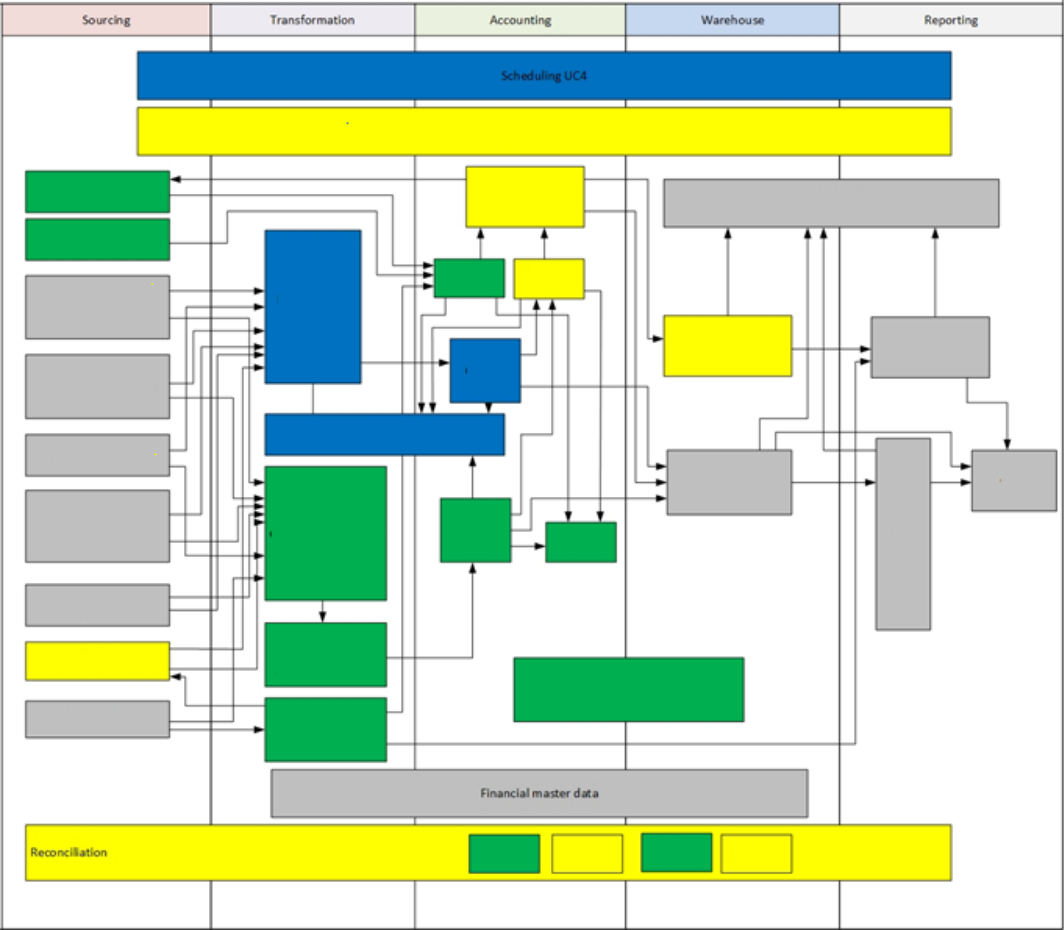 Sourcing
Transformation
Accounting
Warehouse
Reporting
Scheduling UC4
Financial master data
Reconciliation